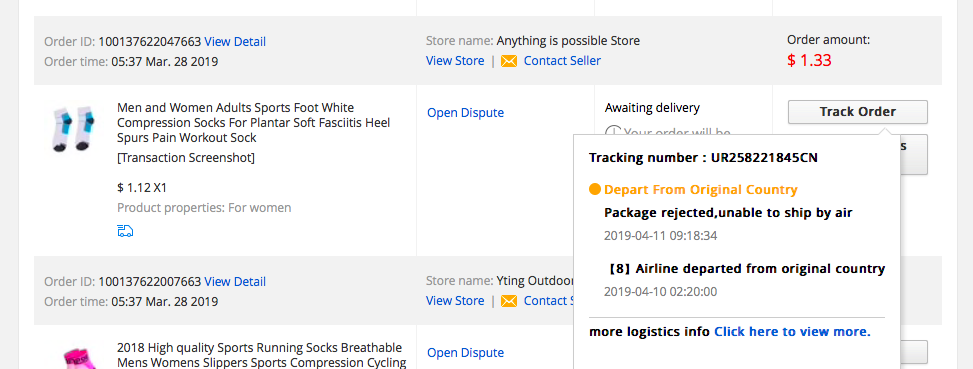 Order ID: 100137622047663 View Detail
Store name: Anything is possible Store
Order amount:
Order time: 05:37 Mar. 28 2019
View Store | Contact Seller
$ 1.33
Men and Women Adults Sports Foot White
Compression Socks For Plantar Soft Fasciitis Heel
Spurs Pain Workout Sock
[Transaction Screenshot]
$ 1.12 X1
Product properties: For women
Open Dispute
Awaiting delivery
Your order will be
Track Order
Tracking number : UR258221845CN
Depart From Original Country
Package rejected,unable to ship by air
2019-04-11 09:18:34
【8】Airline departed from original country
2019-04-10 02:20:00
more logistics info Click here to view more.
Order ID: 100137622007663 View Detail
Store name: Yting Outdoor
Order time: 05:37 Mar. 28 2019
View Store | Contact S
2018 High quality Sports Running Socks Breathable
Mens Womens Slippers Sports Compression Cycling
Open Dispute